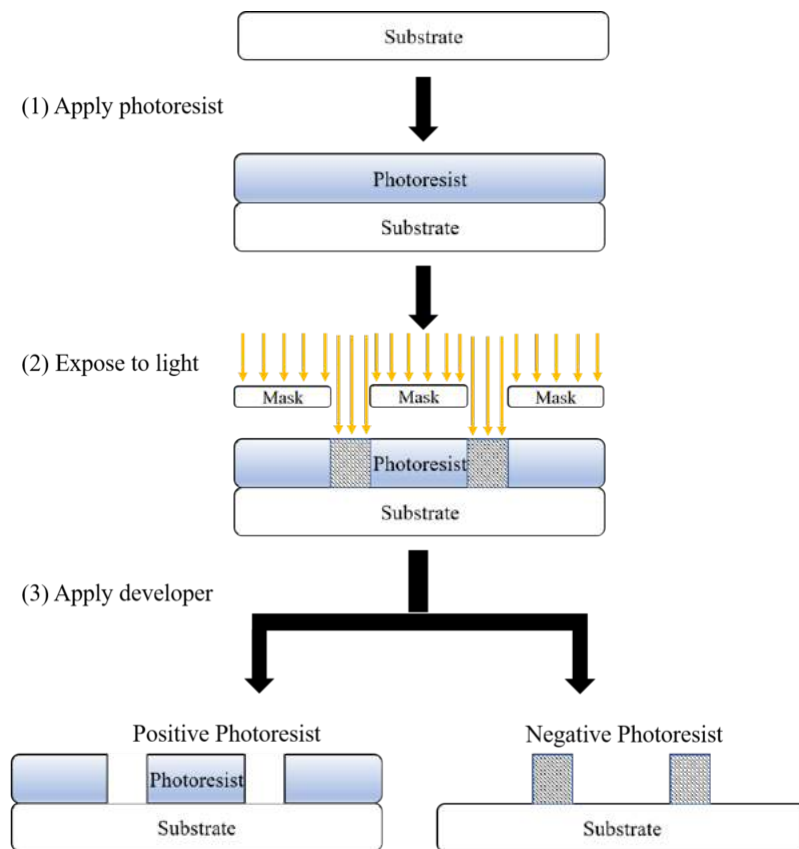 Substrate
(1) Apply photoresist
Photoresist
Substrate
(2) Expose to light
Mask Mask Mask
Photoresist
Substrate
(3) Apply developer
Positive Photoresist
Photoresist
Substrate
Negative Photoresist
Substrate